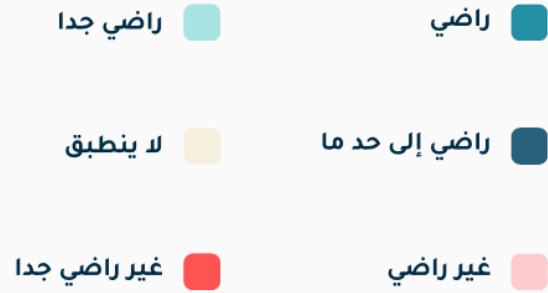 راضي
راضي جدا
راضي إلى حد ما
لا ينطبق
غير راضي
غير راضي جدا